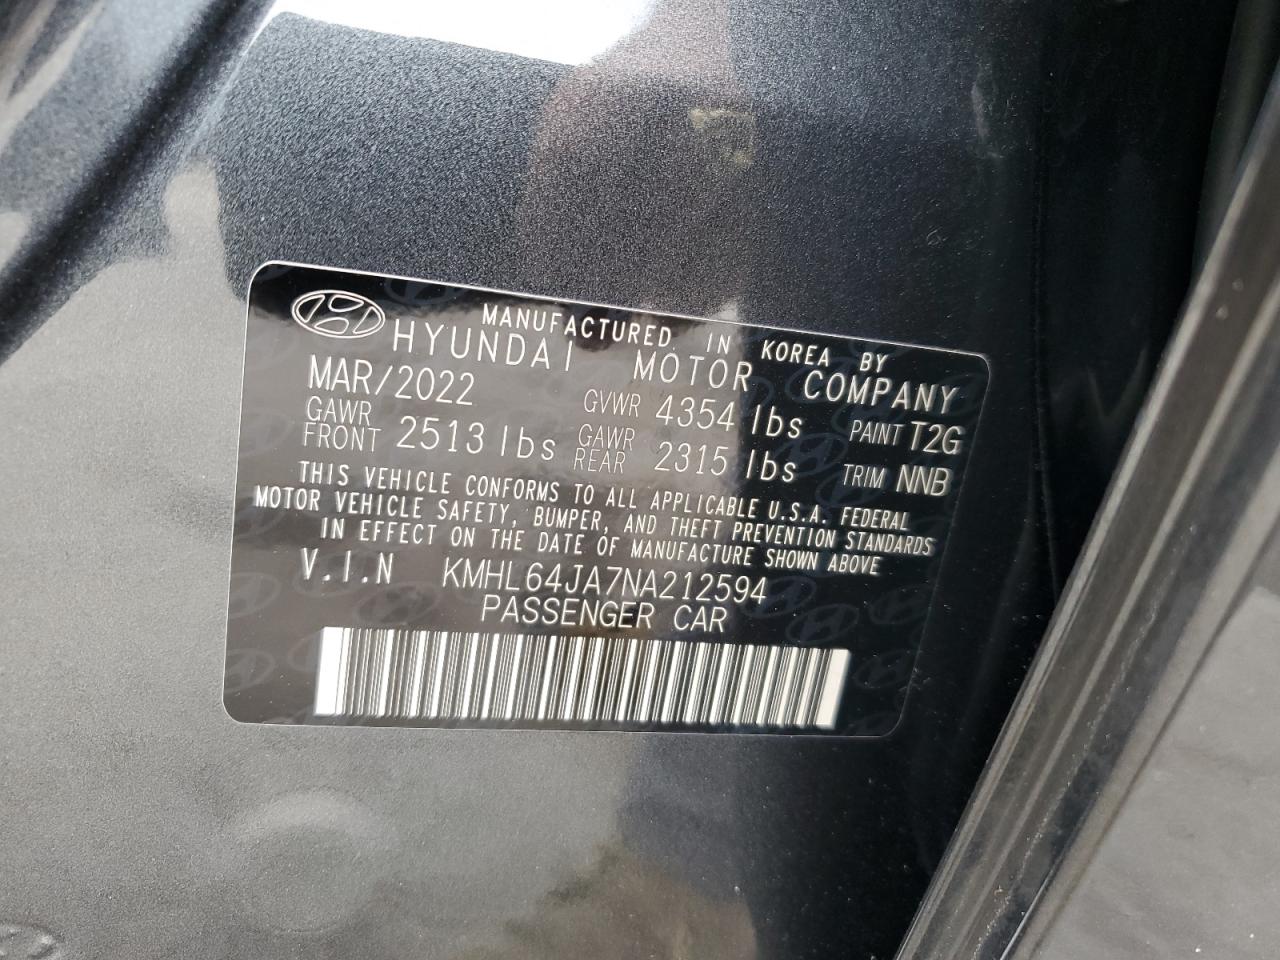 MANUFACTURED IN KOREA BY
HYUNDAI MOTOR COMPANY
MAR/2022 GVWR 4354 lbs PAINT T2G
GAWR FRONT 2513 lbs GAWR REAR 2315 lbs TRIM NNB
THIS VEHICLE CONFORMS TO ALL APPLICABLE U.S.A. FEDERAL
MOTOR VEHICLE SAFETY, BUMPER, AND THEFT PREVENTION STANDARDS
IN EFFECT ON THE DATE OF MANUFACTURE SHOWN ABOVE
V.I.N KMHL64JA7NA212594
PASSENGER CAR